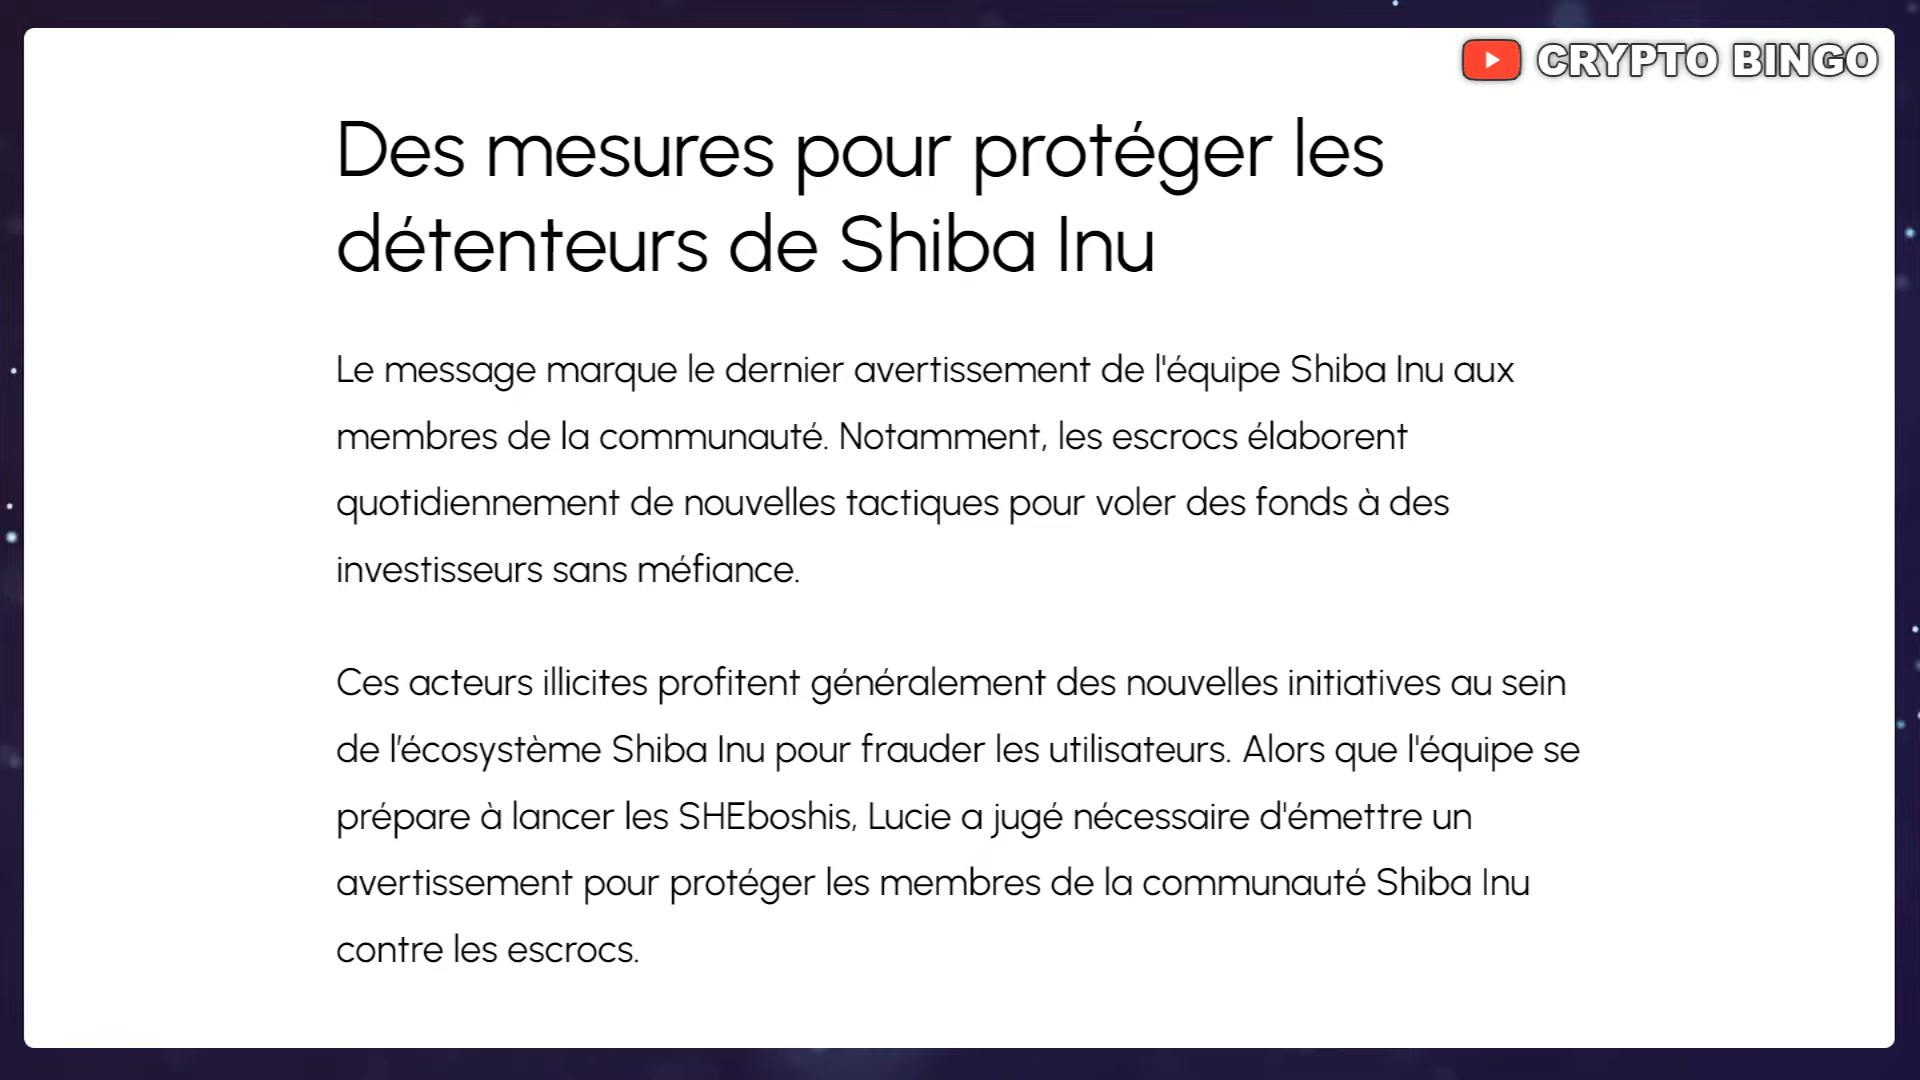 CRYPTO BINGO
Des mesures pour protéger les
détenteurs de Shiba Inu
Le message marque le dernier avertissement de l'équipe Shiba Inu aux
membres de la communauté. Notamment, les escrocs élaborent
quotidiennement de nouvelles tactiques pour voler des fonds à des
investisseurs sans méfiance.
Ces acteurs illicites profitent généralement des nouvelles initiatives au sein
de l'écosystème Shiba Inu pour frauder les utilisateurs. Alors que l'équipe se
prépare à lancer les SHEboshis, Lucie a jugé nécessaire d'émettre un
avertissement pour protéger les membres de la communauté Shiba Inu
contre les escrocs.